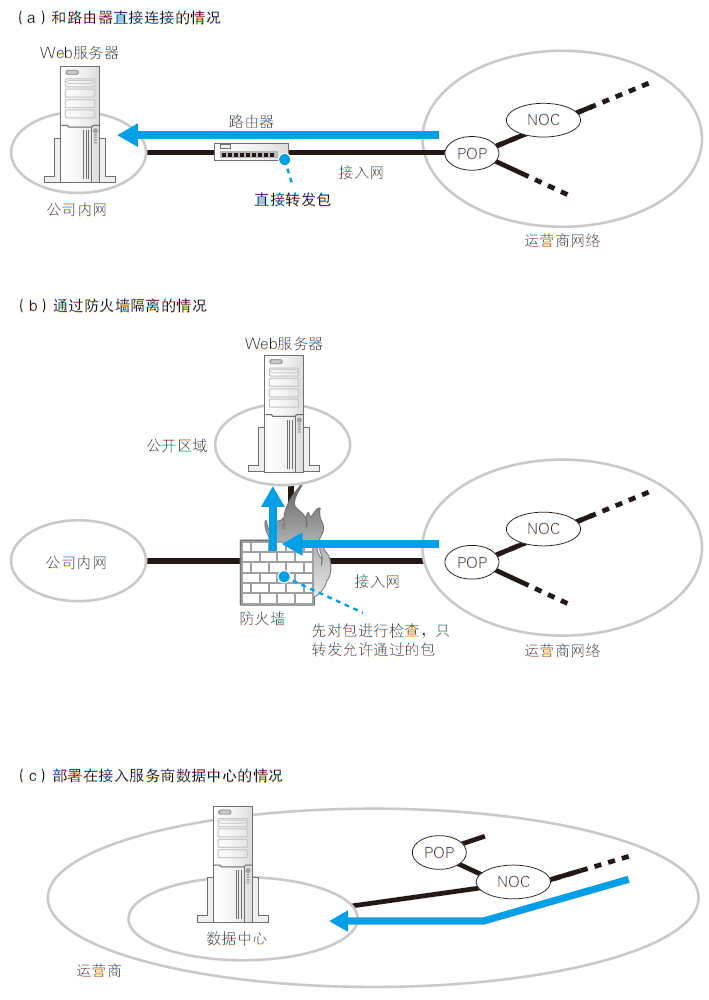 （a）和路由器直接连接的情况
Web服务器
路由器
NOC
POP
接入网
直接转发包
公司内网
运营商网络
（b）通过防火墙隔离的情况
Web服务器
公开区域
NOC
公司内网
POP
接入网
防火墙
先对包进行检查，只
转发允许通过的包
运营商网络
（c）部署在接入服务商数据中心的情况
POP
NOC
数据中心
运营商